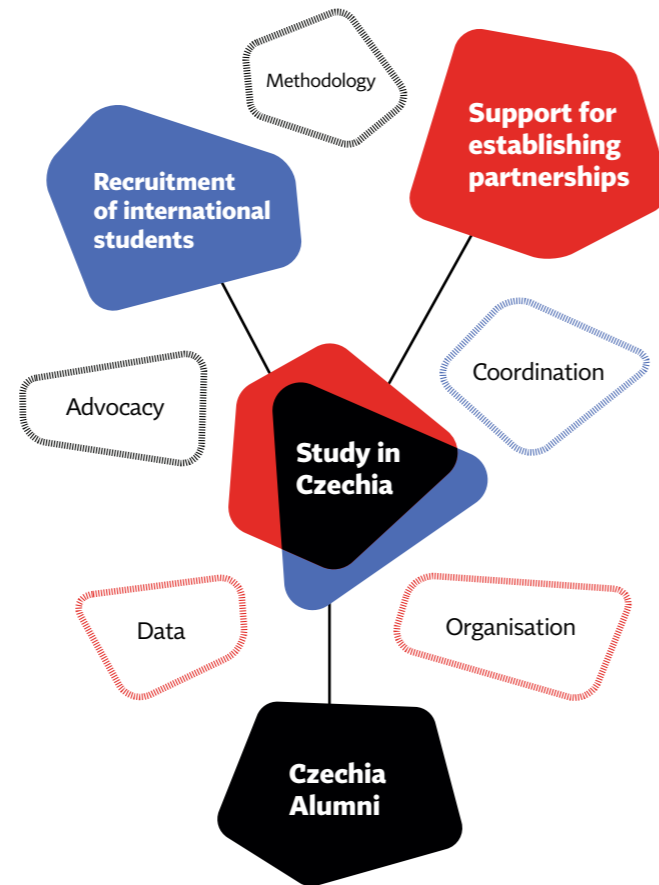 Methodology
Support for
establishing
partnerships
Recruitment
of international
students
Coordination
Advocacy
Study in
Czechia
Data
Organisation
Czechia
Alumni